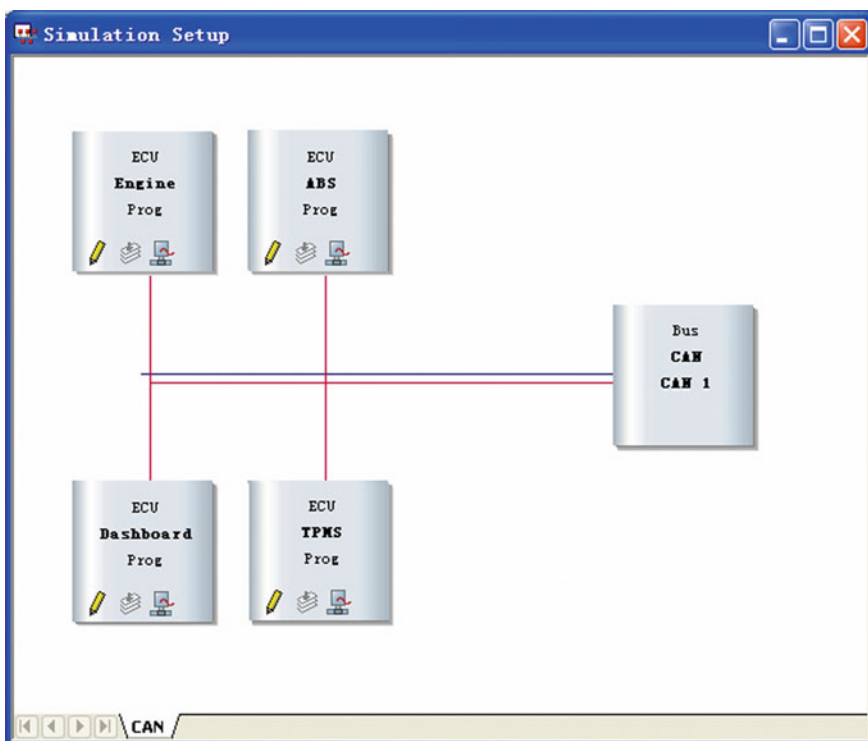 Simulation Setup
ECU
Engine
Prog
ECU
ABS
Prog
Bus
CAN
CAN 1
ECU
Dashboard
Prog
ECU
TPMS
Prog
CAN